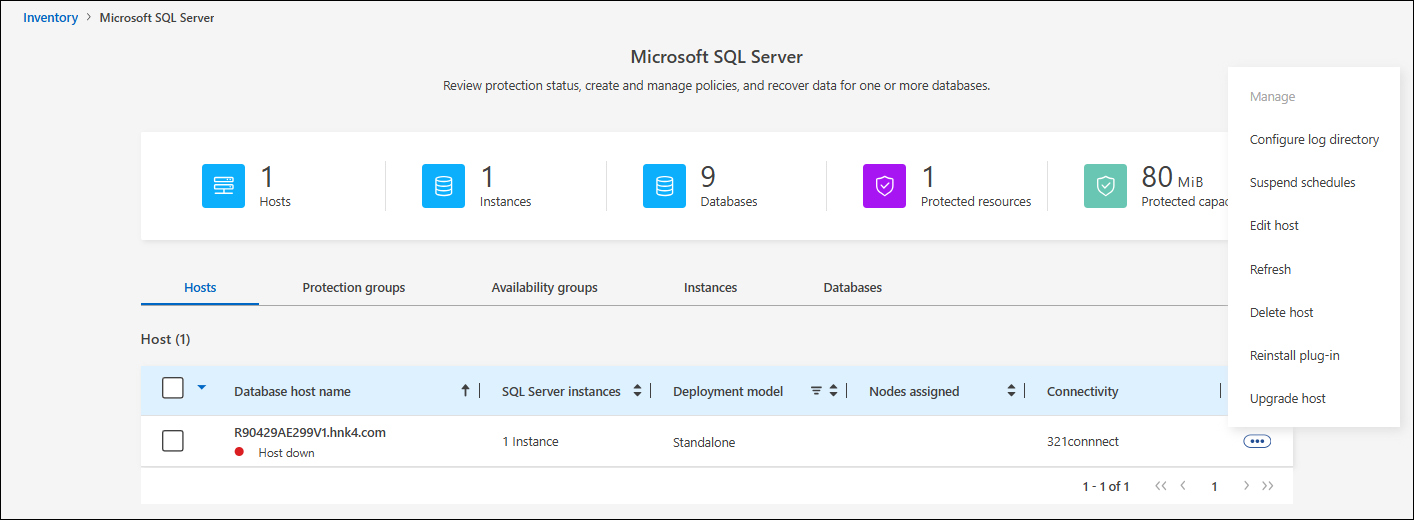 Inventory > Microsoft SQL Server
Microsoft SQL Server
Review protection status, create and manage policies, and recover data for one or more databases.
Manage
Configure log directory
Suspend schedules
Edit host
Refresh
Delete host
Reinstall plug-in
Upgrade host
1
Hosts
1
Instances
9
Databases
1
Protected resources
80 MiB
Protected capac
Hosts Protection groups Availability groups Instances Databases
Host (1)
Database host name SQL Server instances Deployment model Nodes assigned Connectivity
R90429AE299V1.hnk4.com 1 Instance Standalone 321connnect
Host down
1 - 1 of 1 << < 1 > >>